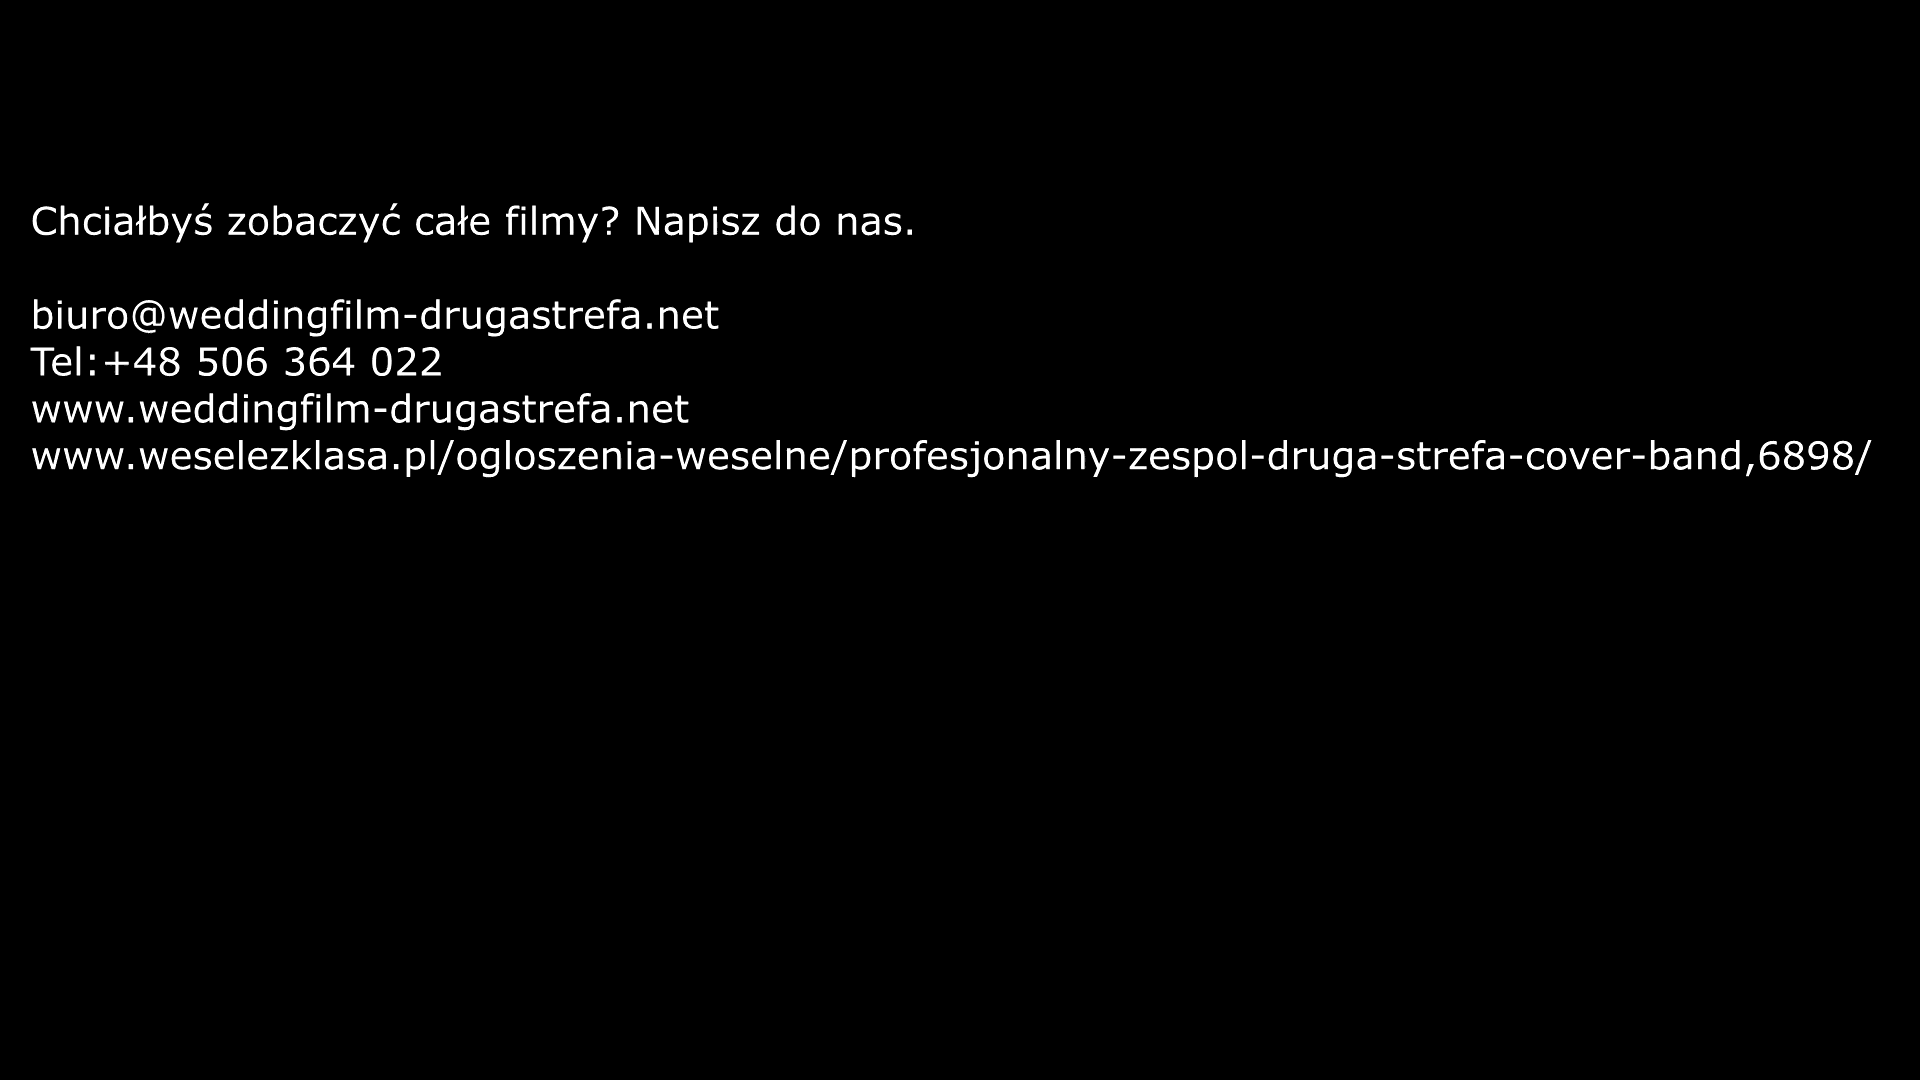 Chciałbyś zobaczyć całe filmy? Napisz do nas.
biuro@weddingfilm-drugastrefa.net
Tel:+48 506 364 022
www.weddingfilm-drugastrefa.net
www.weselezklasa.pl/ogloszenia-weselne/profesjonalny-zespol-druga-strefa-cover-band,6898/